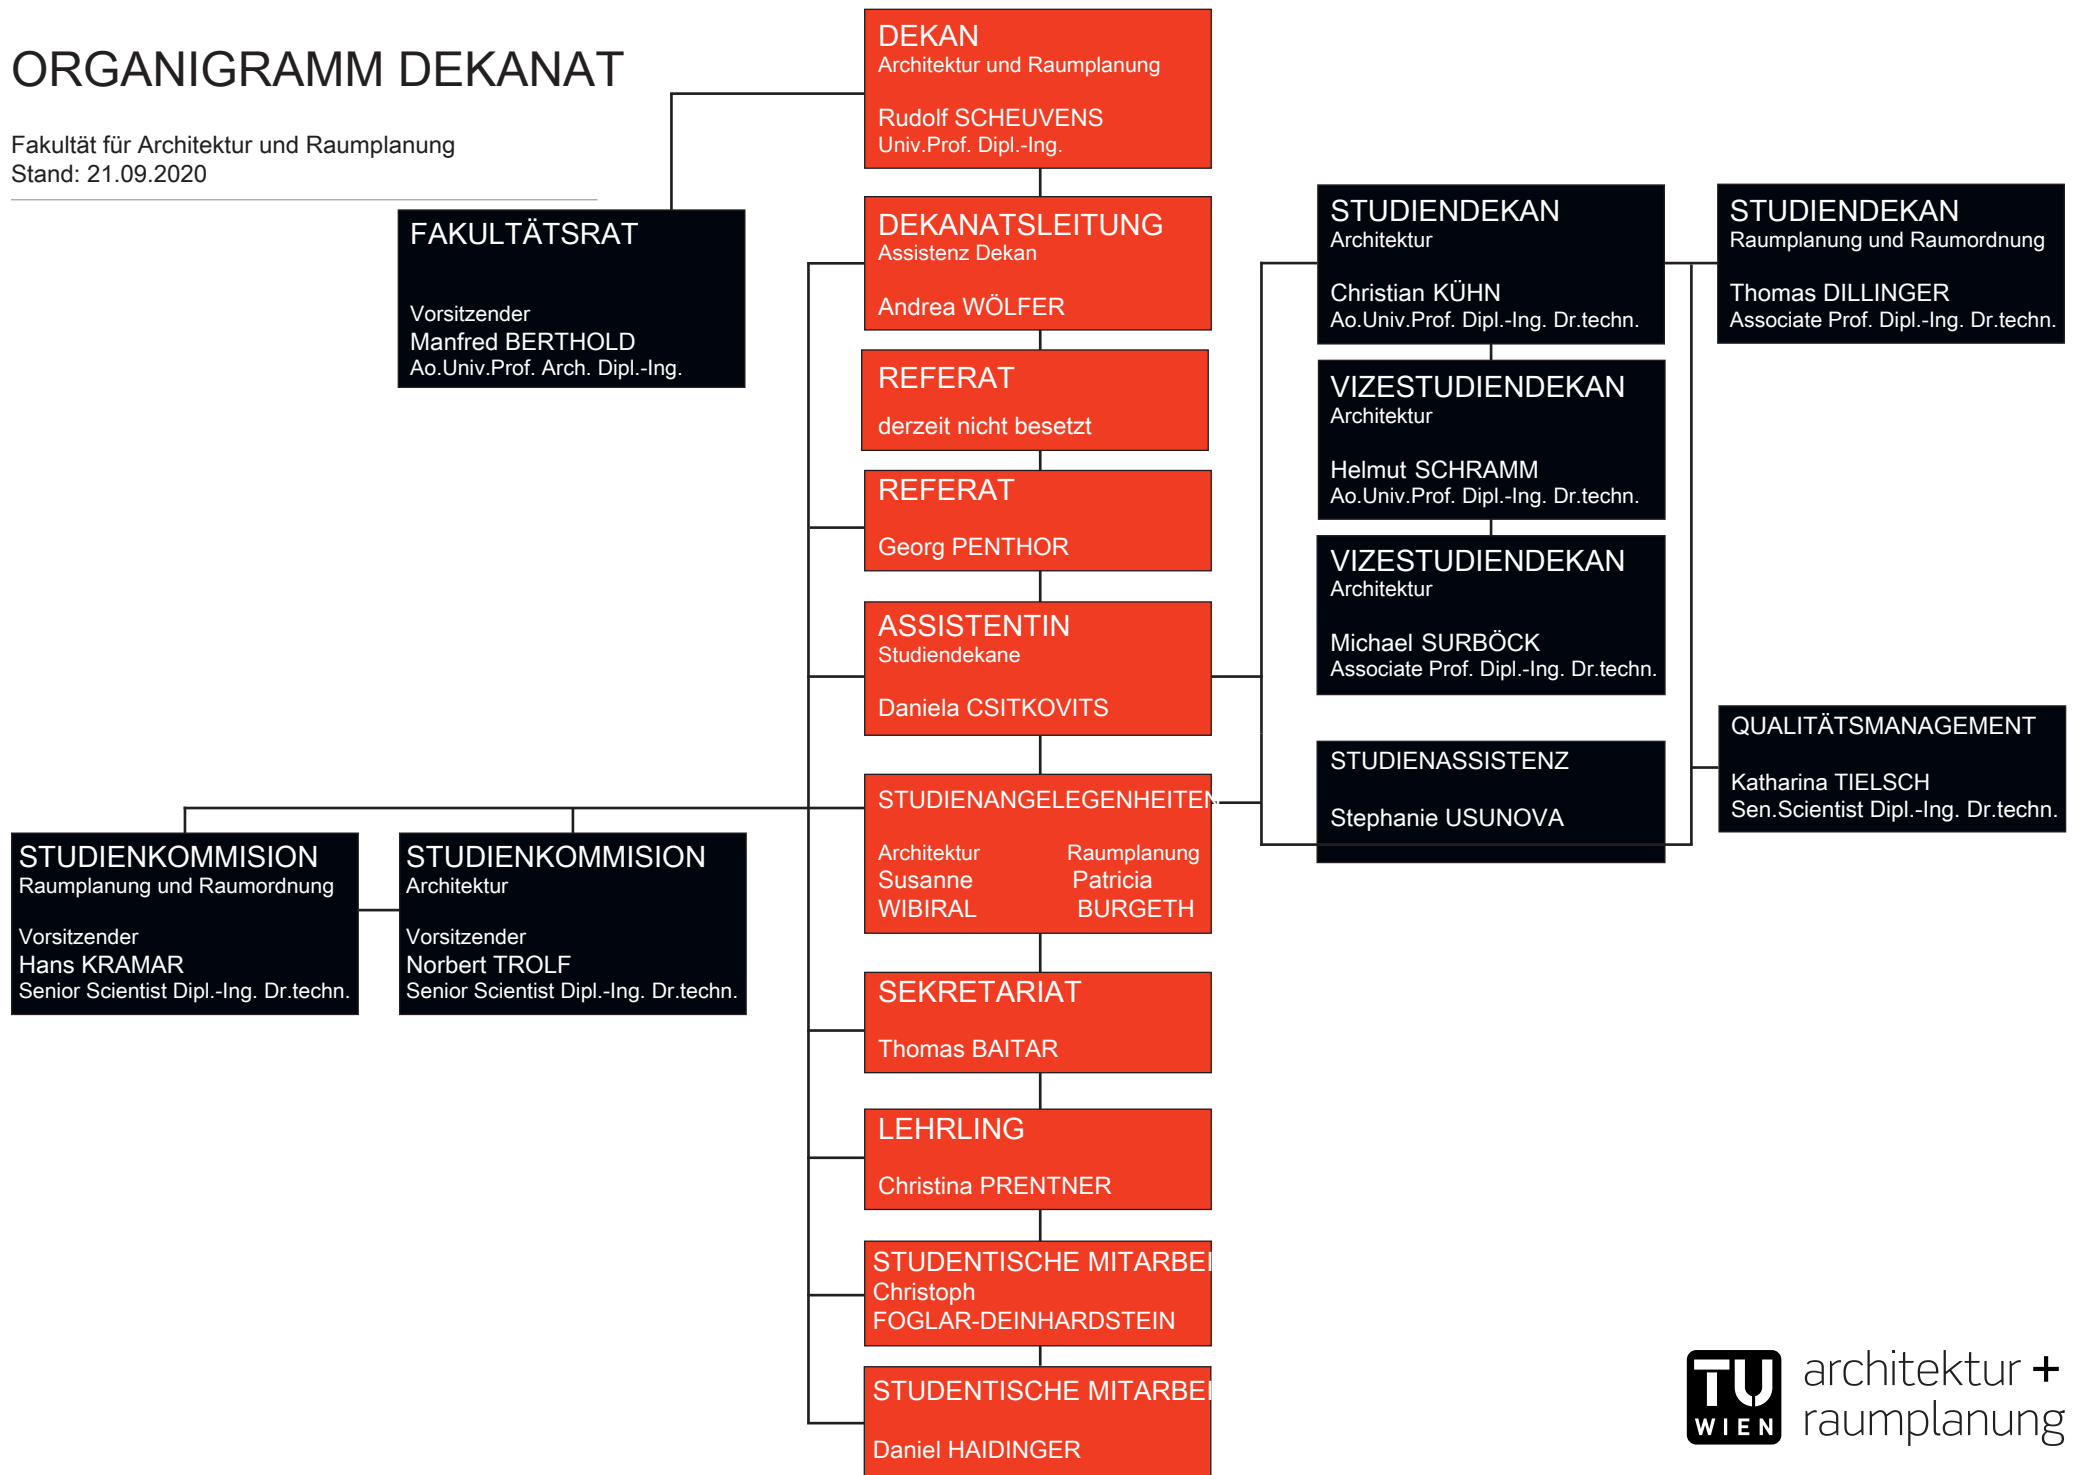 ORGANIGRAMM DEKANAT
Fakultät für Architektur und Raumplanung
Stand: 21.09.2020
DEKAN
Architektur und Raumplanung
Rudolf SCHEUVENS
Univ.Prof. Dipl.-Ing.
FAKULTÄTSRAT
Vorsitzender
Manfred BERTHOLD
Ao.Univ.Prof. Arch. Dipl.-Ing.
DEKANATSLEITUNG
Assistenz Dekan
Andrea WÖLFER
REFERAT
derzeit nicht besetzt
REFERAT
Georg PENTHOR
ASSISTENTIN
Studiendekane
Daniela CSITKOVITS
STUDIENANGELEGENHEITEN
Architektur Raumplanung
Susanne Patricia
WIBIRAL BURGETH
SEKRETARIAT
Thomas BAITAR
LEHRLING
Christina PRENTNER
STUDENTISCHE MITARBEI
Christoph
FOGLAR-DEINHARDSTEIN
STUDENTISCHE MITARBEI
Daniel HAIDINGER
STUDIENKOMMISION
Raumplanung und Raumordnung
Vorsitzender
Hans KRAMAR
Senior Scientist Dipl.-Ing. Dr.techn.
STUDIENKOMMISION
Architektur
Vorsitzender
Norbert TROLF
Senior Scientist Dipl.-Ing. Dr.techn.
STUDIENDEKAN
Architektur
Christian KÜHN
Ao.Univ.Prof. Dipl.-Ing. Dr.techn.
VIZESTUDIENDEKAN
Architektur
Helmut SCHRAMM
Ao.Univ.Prof. Dipl.-Ing. Dr.techn.
VIZESTUDIENDEKAN
Architektur
Michael SURBÖCK
Associate Prof. Dipl.-Ing. Dr.techn.
STUDIENASSISTENZ
Stephanie USUNOVA
STUDIENDEKAN
Raumplanung und Raumordnung
Thomas DILLINGER
Associate Prof. Dipl.-Ing. Dr.techn.
QUALITÄTSMANAGEMENT
Katharina TIELSCH
Sen.Scientist Dipl.-Ing. Dr.techn.
TU
WIEN
architektur +
raumplanung